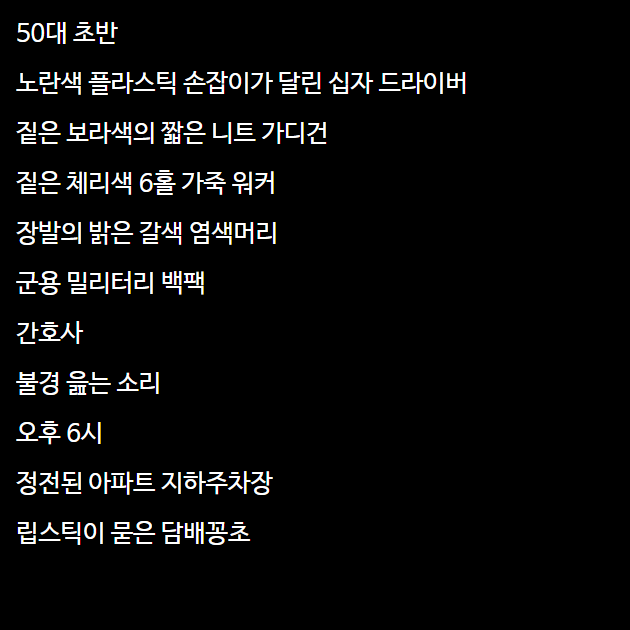 50대 초반
노란색 플라스틱 손잡이가 달린 십자 드라이버
짙은 보라색의 짧은 니트 가디건
짙은 체리색 6홀 가죽 워커
장발의 밝은 갈색 염색머리
군용 밀리터리 백팩
간호사
불경 읊는 소리
오후 6시
정전된 아파트 지하주차장
립스틱이 묻은 담배꽁초